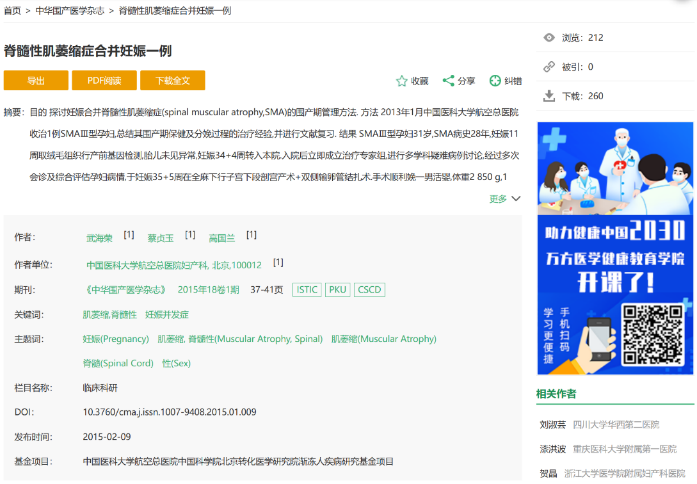 首页 > 中华围产医学杂志 > 脊髓性肌萎缩症合并妊娠一例
脊髓性肌萎缩症合并妊娠一例
导出 PDF阅读 下载全文
收藏 分享 纠错
摘要：目的 探讨妊娠合并脊髓性肌萎缩症(spinal muscular atrophy,SMA)的围产期管理方法. 方法 2013年1月中国医科大学航空总医院
收治1例SMAⅢ型孕妇,总结其围产期保健及分娩过程的治疗经验,并进行文献复习. 结果 SMAⅢ型孕妇31岁,SMA病史28年,妊娠11
周取绒毛组织行产前基因检测,胎儿未见异常,妊娠34+4周转入本院,入院后立即成立治疗专家组,进行多学科疑难病例讨论,经过多次
会诊及综合评估孕妇病情,于妊娠35+5周在全麻下行子宫下段剖宫产术+双侧输卵管结扎术.手术顺利娩一男活婴,体重2 850 g,1
更多
作者： 武海荣 [1] 蔡贞玉 [1] 高国兰 [1]
作者单位： 中国医科大学航空总医院妇产科, 北京,100012 [1]
期刊： 《中华围产医学杂志》 2015年18卷1期 37-41页 ISTIC PKU CSCD
关键词： 肌萎缩,脊髓性 妊娠并发症
主题词： 妊娠(Pregnancy) 肌萎缩, 脊髓性(Muscular Atrophy, Spinal) 肌萎缩(Muscular Atrophy)
脊髓(Spinal Cord) 性(Sex)
栏目名称： 临床科研
DOI： 10.3760/cma.j.issn.1007-9408.2015.01.009
发布时间： 2015-02-09
基金项目： 中国医科大学航空总医院中国科学院北京转化医学研究院渐冻人疾病研究基金项目
浏览：212
被引：0
下载：260
助力健康中国2030
万方医学健康教育学院
开课了!
手机扫码
学习更便捷
相关作者
刘淑芸 四川大学华西第二医院
漆洪波 重庆医科大学附属第一医院
贺晶 浙江大学医学院附属妇产科医院